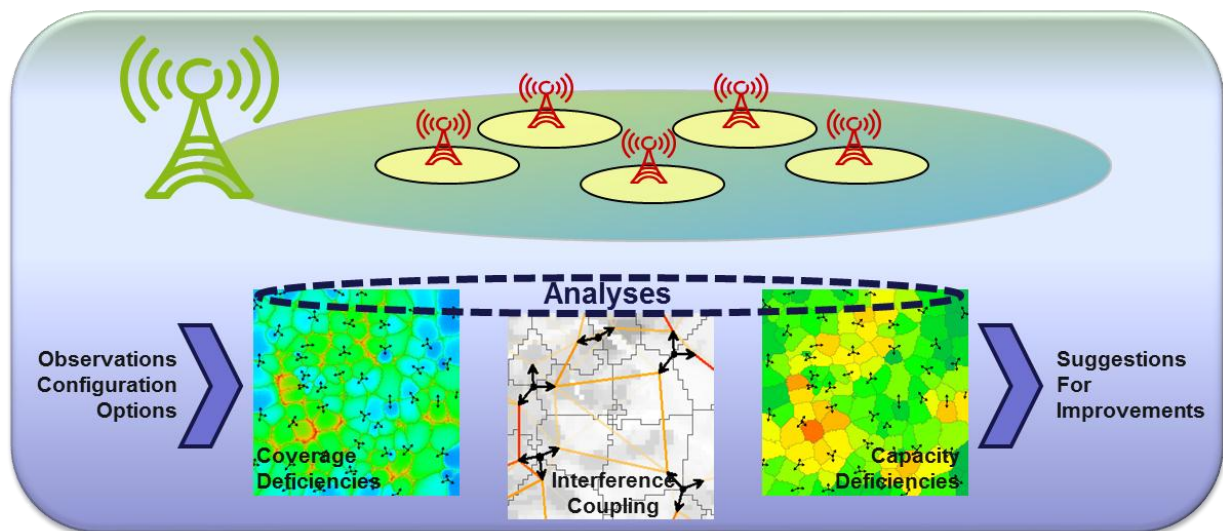 Analyses
Observations
Configuration
Options
Coverage
Deficiencies
Interference
Coupling
Capacity
Deficiencies
Suggestions
For
Improvements